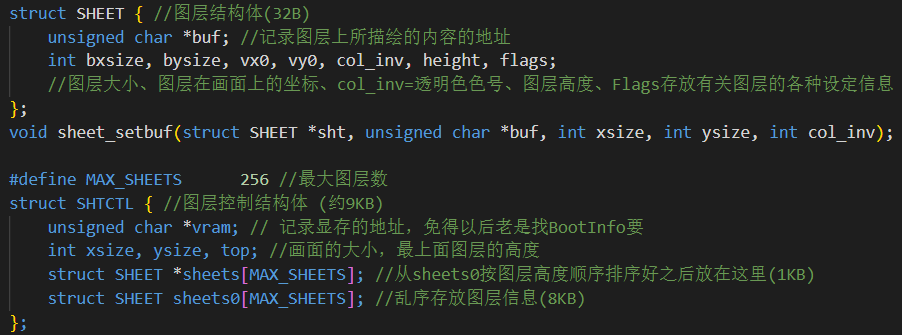 struct SHEET { //图层结构体(32B)
    unsigned char *buf; //记录图层上所描绘的内容的地址
    int bxsize, bysize, vx0, vy0, col_inv, height, flags;
    //图层大小、图层在画面上的坐标、col_inv=透明色色号、图层高度、Flags存放有关图层的各种设定信息
};
void sheet_setbuf(struct SHEET *sht, unsigned char *buf, int xsize, int ysize, int col_inv);

#define MAX_SHEETS      256 //最大图层数
struct SHTCTL { //图层控制结构体 (约9KB)
    unsigned char *vram; // 记录显存的地址，免得以后老是找BootInfo要
    int xsize, ysize, top; //画面的大小，最上面图层的高度
    struct SHEET *sheets[MAX_SHEETS]; //从sheets0按图层高度顺序排序好之后放在这里(1KB)
    struct SHEET sheets0[MAX_SHEETS]; //乱序存放图层信息(8KB)
};